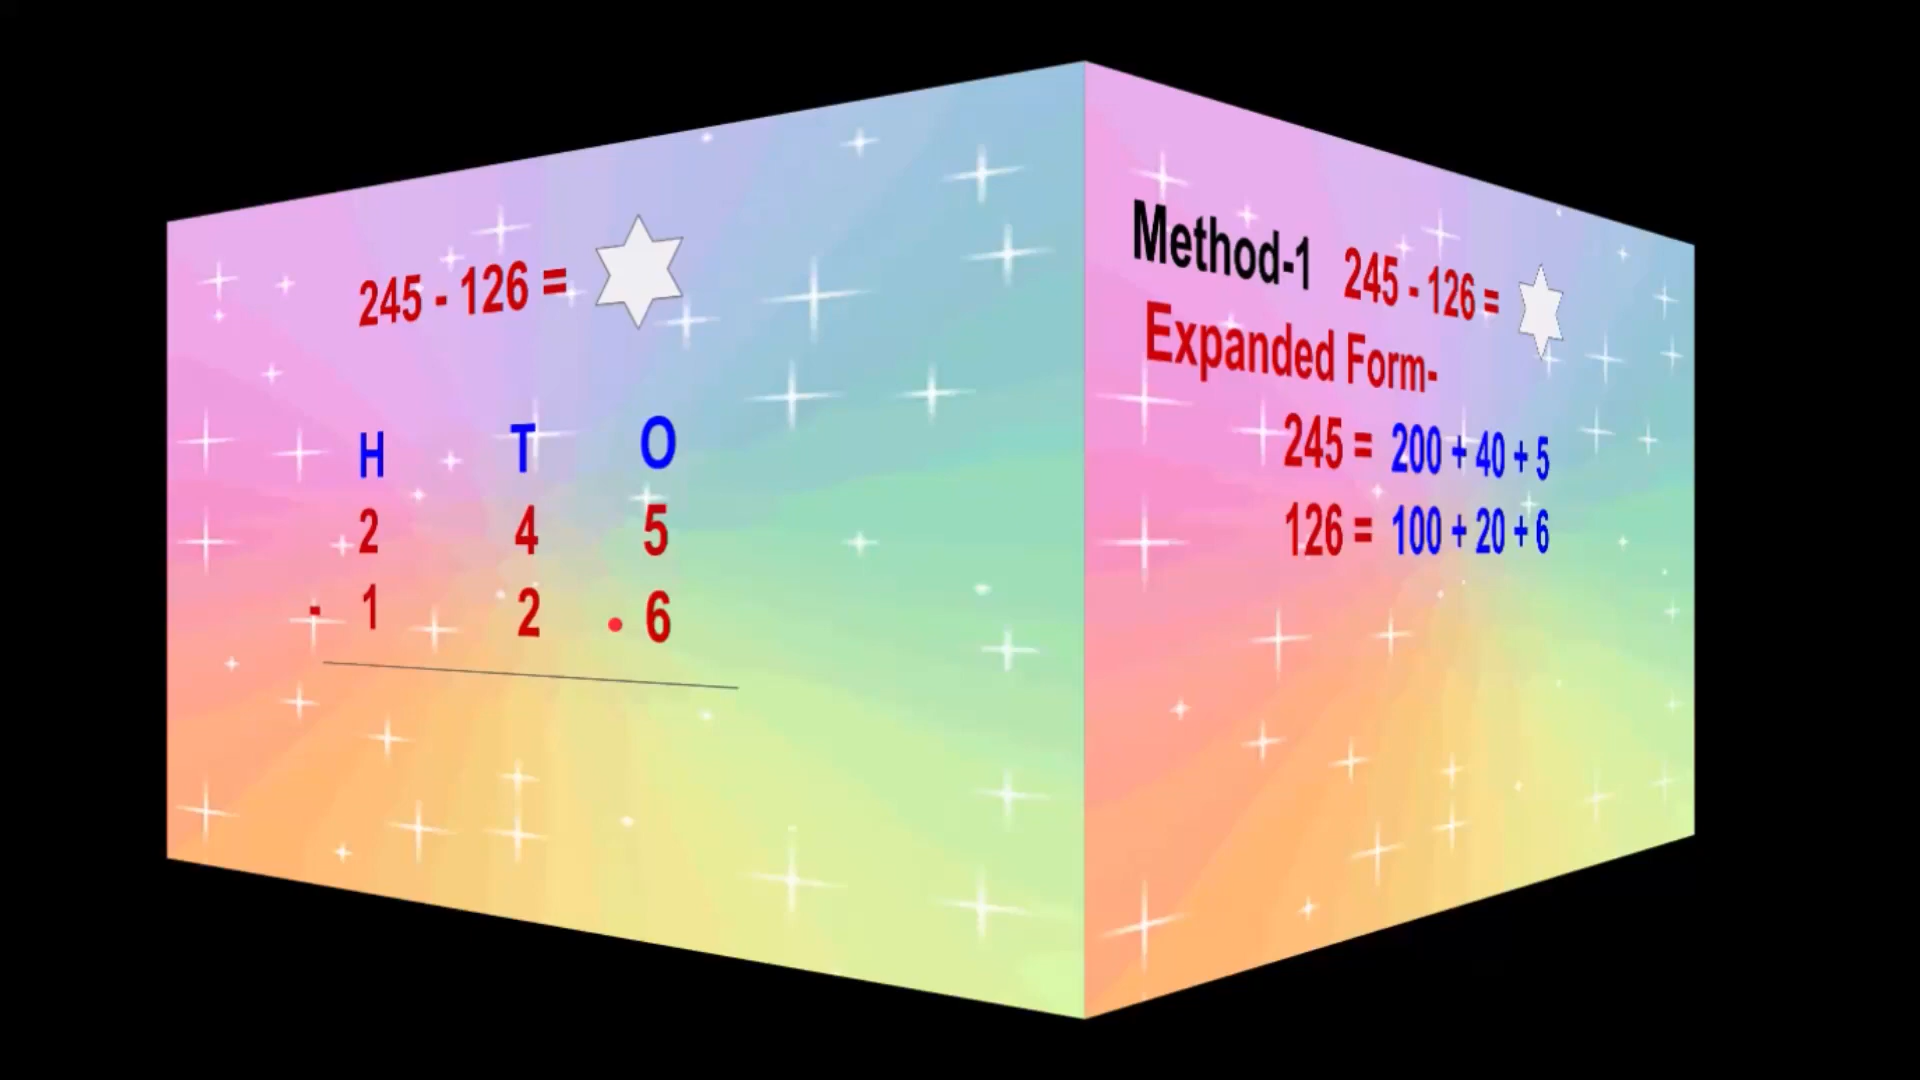 245 - 126 =
H T O
2 4 5
- 1 2 6
Method-1 245 - 126 =
Expanded Form-
245 = 200 + 40 + 5
126 = 100 + 20 + 6